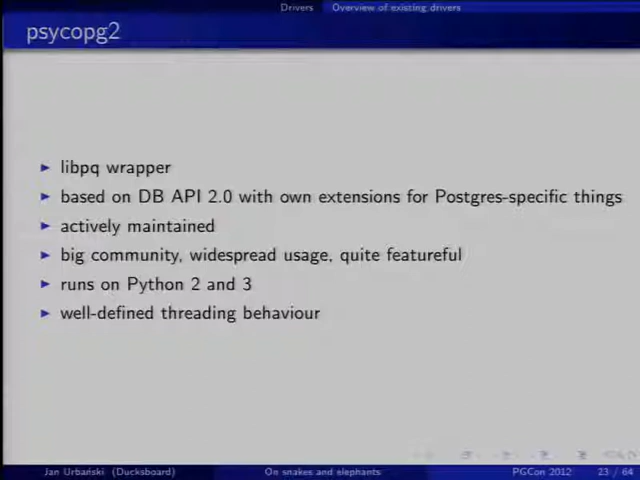 Drivers Overview of existing drivers
psycopg2
libpq wrapper
based on DB API 2.0 with own extensions for Postgres-specific things
actively maintained
big community, widespread usage, quite featureful
runs on Python 2 and 3
well-defined threading behaviour
Jan Urbański (Ducksboard) On snakes and elephants PGCon 2012 23 / 64